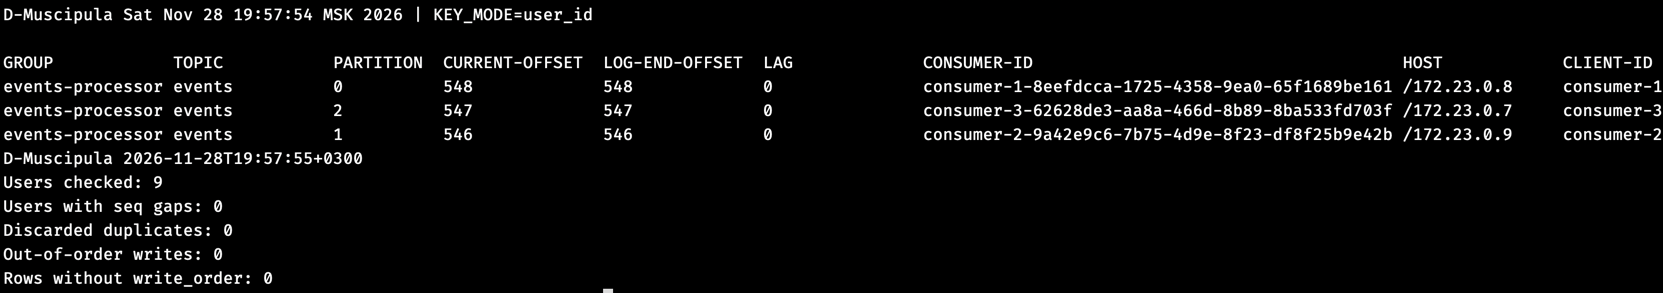 D-Muscipula Sat Nov 28 19:57:54 MSK 2026 | KEY_MODE=user_id
GROUP TOPIC PARTITION CURRENT-OFFSET LOG-END-OFFSET LAG CONSUMER-ID HOST CLIENT-ID
events-processor events 0 548 548 0 consumer-1-8eefdcca-1725-4358-9ea0-65f1689be161 /172.23.0.8 consumer-1
events-processor events 2 547 547 0 consumer-3-62628de3-aa8a-466d-8b89-8ba533fd703f /172.23.0.7 consumer-3
events-processor events 1 546 546 0 consumer-2-9a42e9c6-7b75-4d9e-8f23-df8f25b9e42b /172.23.0.9 consumer-2
D-Muscipula 2026-11-28T19:57:55+0300
Users checked: 9
Users with seq gaps: 0
Discarded duplicates: 0
Out-of-order writes: 0
Rows without write_order: 0